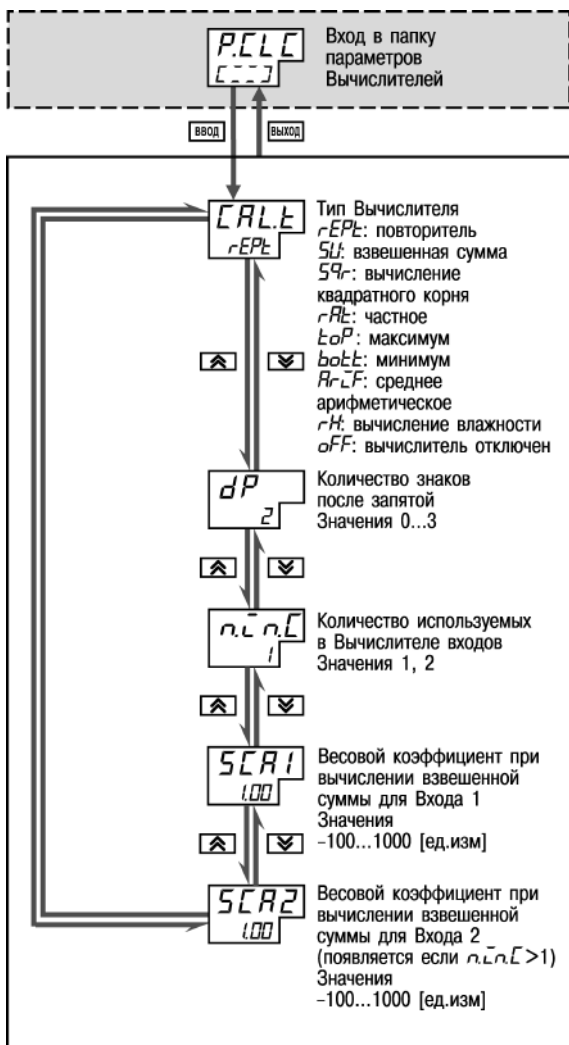 P.CLC
[---]
Вход в папку
параметров
Вычислителей
ВВОД
ВЫХОД
CAL.t
rEPt
Тип Вычислителя
rEPt: повторитель
SU: взвешенная сумма
S9r: вычисление
квадратного корня
rAt: частное
toP: максимум
bott: минимум
AriF: среднее
арифметическое
rH: вычисление влажности
oFF: вычислитель отключен
dP
2
Количество знаков
после запятой
Значения 0...3
n.in.C
1
Количество используемых
в Вычислителе входов
Значения 1, 2
SCA1
1.00
Весовой коэффициент при
вычислении взвешенной
суммы для Входа 1
Значения
–100...1000 [ед.изм]
SCA2
1.00
Весовой коэффициент при
вычислении взвешенной
суммы для Входа 2
(появляется если n.in.C>1)
Значения
–100...1000 [ед.изм]